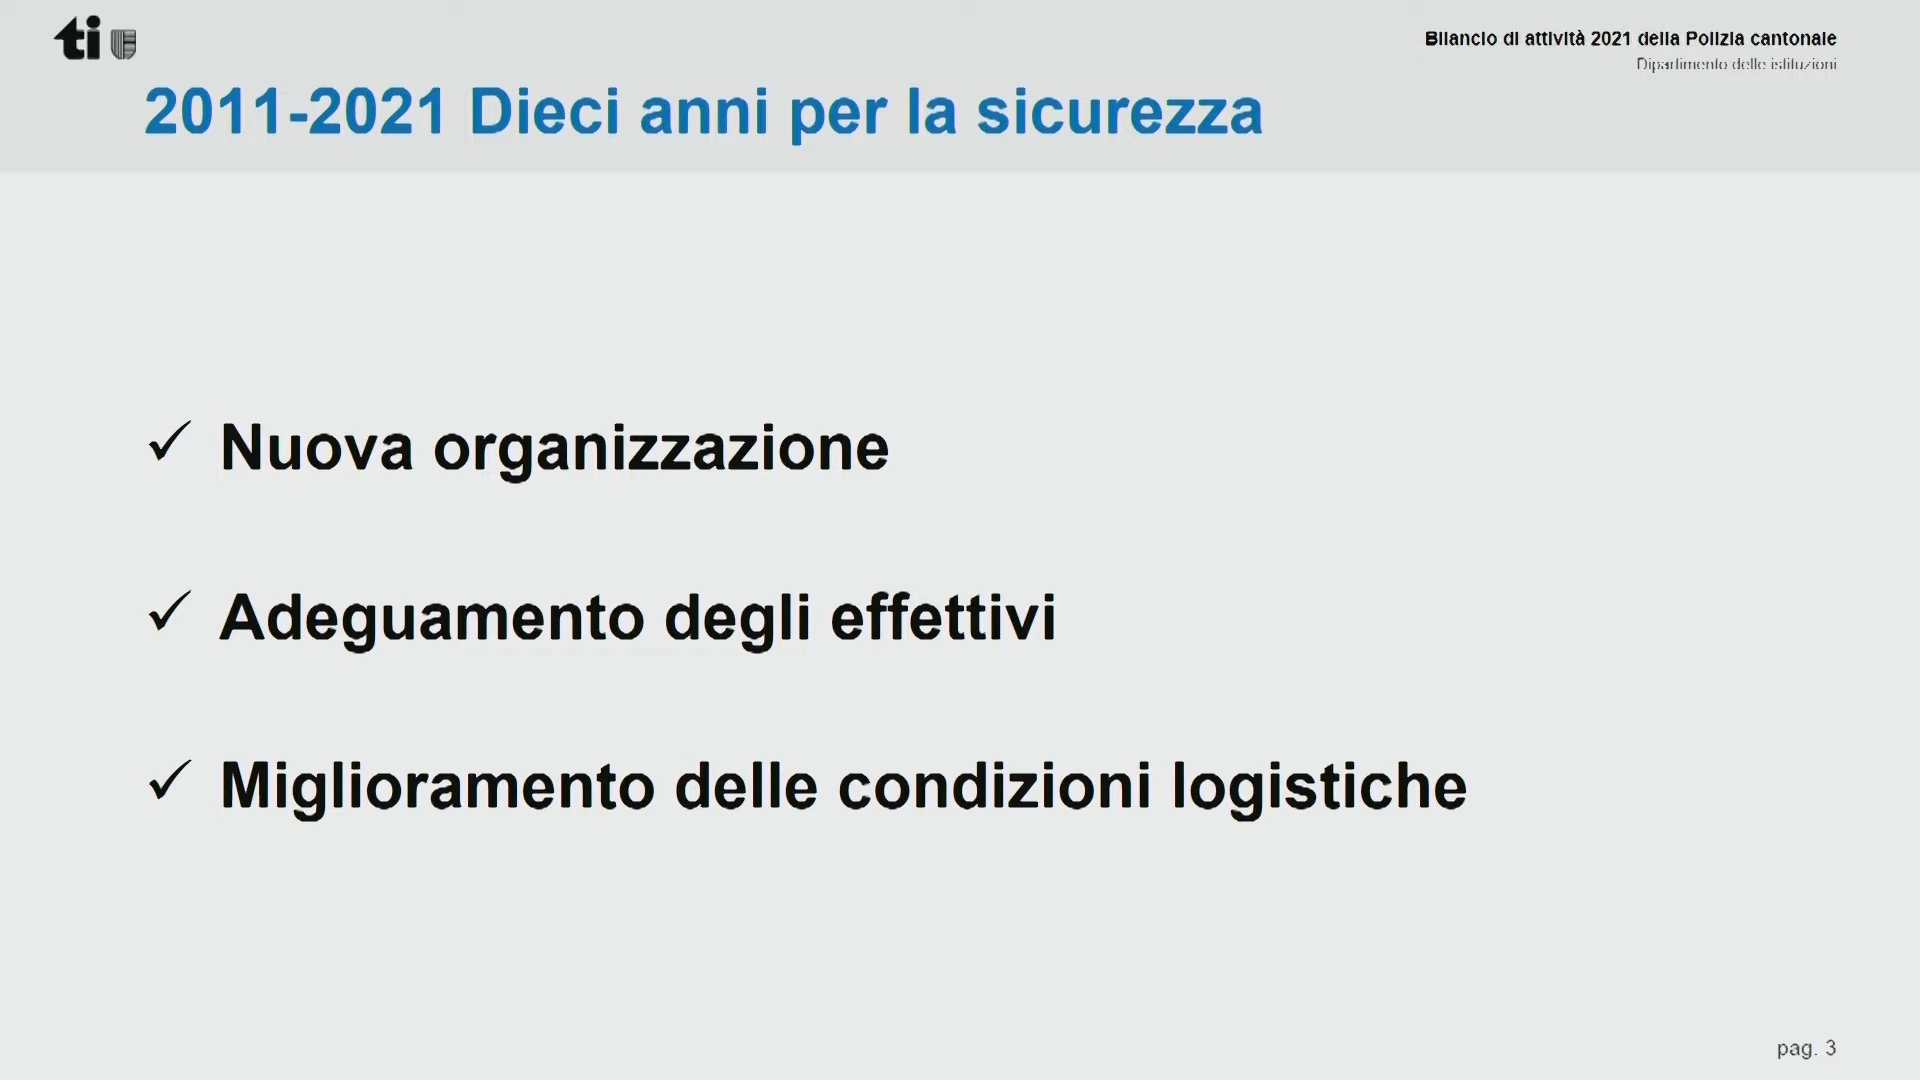 ti
Bilancio di attività 2021 della Polizia cantonale
Dipartimento delle istituzioni
2011-2021 Dieci anni per la sicurezza
✓ Nuova organizzazione
✓ Adeguamento degli effettivi
✓ Miglioramento delle condizioni logistiche
pag. 3